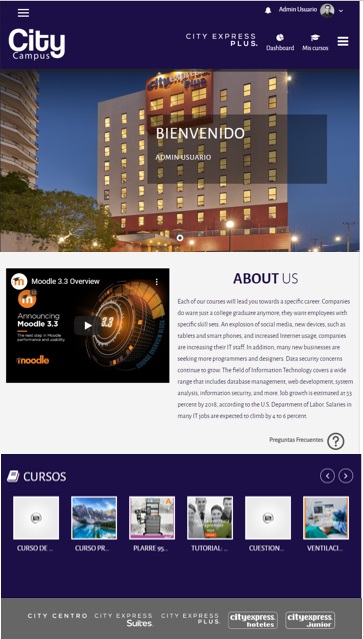 Admin Usuario
City
Campus
CITY EXPRESS
PLUS.
Dashboard
Mis cursos
BIENVENIDO
ADMIN USUARIO
Moodle 3.3 Overview
Announcing
Moodle 3.3
The next step in Moodle
performance and usability.
moodle
ABOUT US
Each of our courses will lead you towards a specific career. Companies
do want just a college graduate anymore, they want employees with
specific skill sets. An explosion of social media, new devices, such as
tablets and smart phones, and increased Internet usage, companies
are increasing their IT staff. In addition, many new businesses are
seeking more programmers and designers. Data security concerns
continue to grow. The field of Information Technology covers a wide
range that includes database management, web development, system
analysis, information security, and more. Job growth is estimated at 53
percent by 2018, according to the U.S. Department of Labor. Salaries in
many IT jobs are expected to climb by 4 to 6 percent.
Preguntas Frecuentes ?
CURSOS
CURSO DE ...
CURSO PR...
PLARRE 95...
TUTORIAL ...
CUESTION...
VENTILACI...
CITY CENTRO
CITY EXPRESS
Suites.
CITY EXPRESS
PLUS.
cityexpress
hoteles
cityexpress
Junior